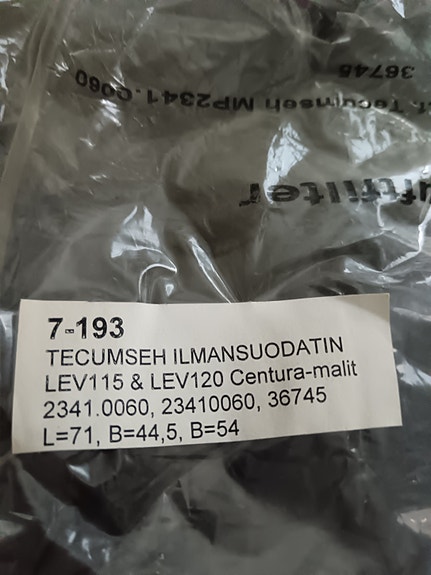 36745
f. Tecumseh MP2341.0060
uftfilter
7-193
TECUMSEH ILMANSUODATIN
LEV115 & LEV120 Centura-malit
2341.0060, 23410060, 36745
L=71, B=44,5, B=54